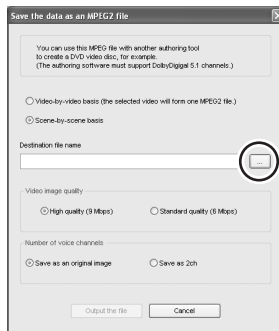 Save the data as an MPEG2 file
You can use this MPEG file with another authoring tool
to create a DVD video disc, for example.
(The authoring software must support DolbyDigigal 5.1 channels.)
Video-by-video basis (the selected video will form one MPEG2 file.)
Scene-by-scene basis
Destination file name
...
Video image quality
High quality (9 Mbps)
Standard quality (6 Mbps)
Number of voice channels
Save as an original image
Save as 2ch
Output the file
Cancel